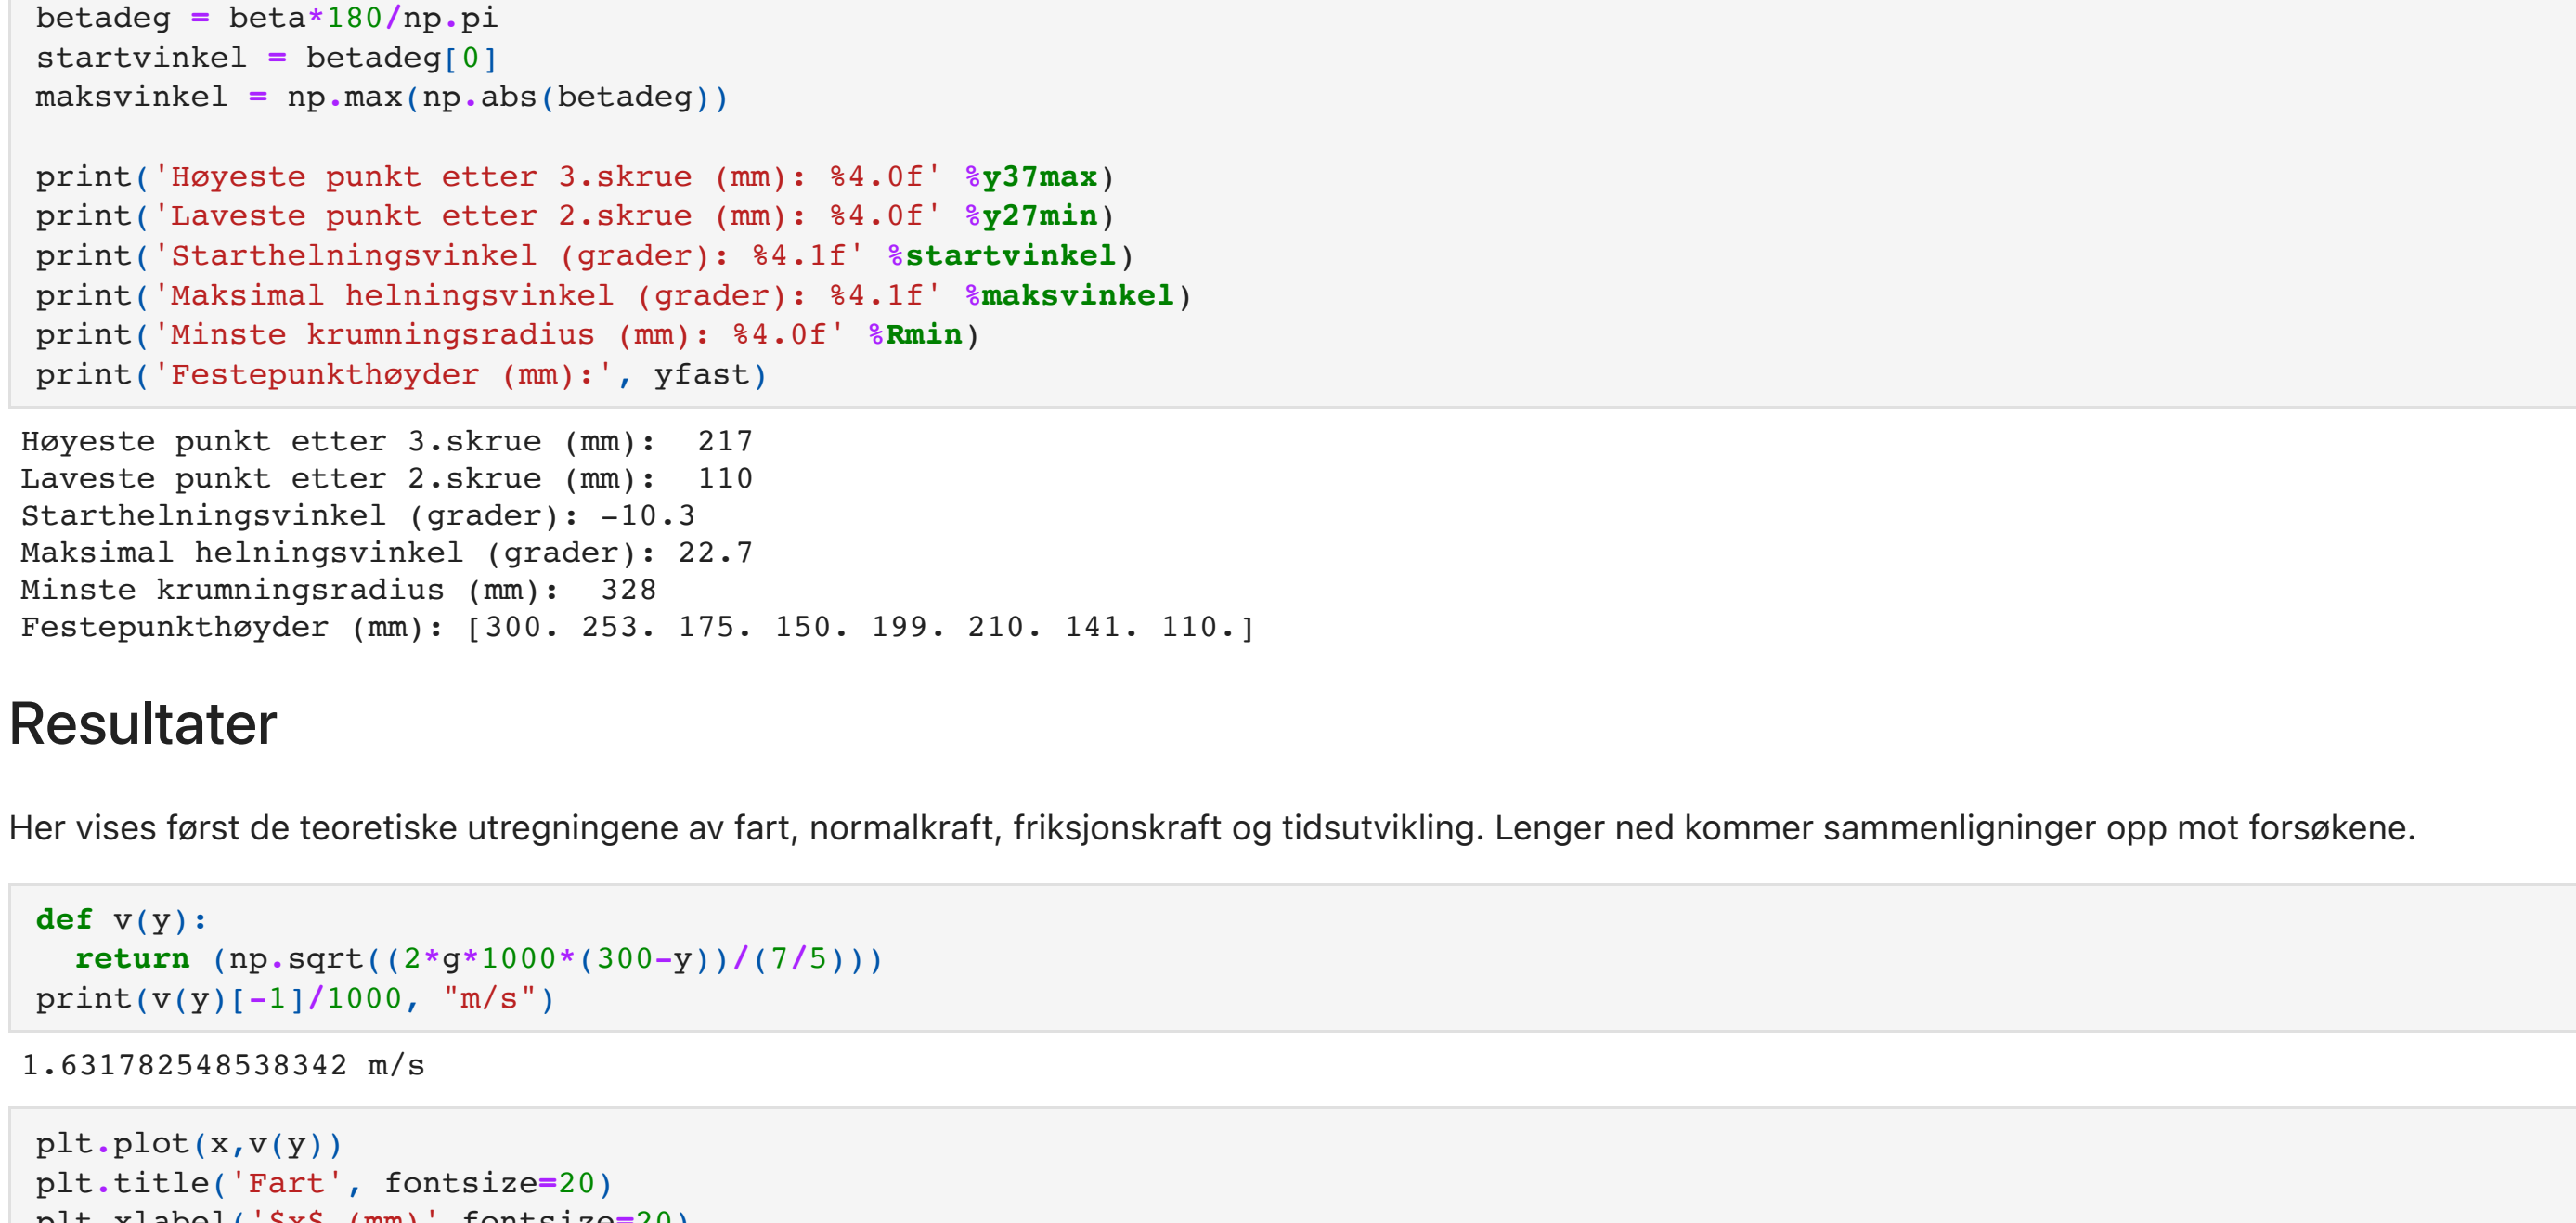 betadeg = beta*180/np.pi
startvinkel = betadeg[0]
maksvinkel = np.max(np.abs(betadeg))
print('Høyeste punkt etter 3.skrue (mm): %4.0f' %y37max)
print('Laveste punkt etter 2.skrue (mm): %4.0f' %y27min)
print('Starthelningsvinkel (grader): %4.1f' %startvinkel)
print('Maksimal helningsvinkel (grader): %4.1f' %maksvinkel)
print('Minste krumningsradius (mm): %4.0f' %Rmin)
print('Festepunkthøyder (mm):', yfast)
Høyeste punkt etter 3.skrue (mm):  217
Laveste punkt etter 2.skrue (mm):  110
Starthelningsvinkel (grader): -10.3
Maksimal helningsvinkel (grader): 22.7
Minste krumningsradius (mm):  328
Festepunkthøyder (mm): [300. 253. 175. 150. 199. 210. 141. 110.]
Resultater
Her vises først de teoretiske utregningene av fart, normalkraft, friksjonskraft og tidsutvikling. Lenger ned kommer sammenligninger opp mot forsøkene.
def v(y):
  return (np.sqrt((2*g*1000*(300-y))/(7/5)))
print(v(y)[-1]/1000, "m/s")
1.631782548538342 m/s
plt.plot(x,v(y))
plt.title('Fart', fontsize=20)
plt.xlabel('$x$ (mm)',fontsize=20)